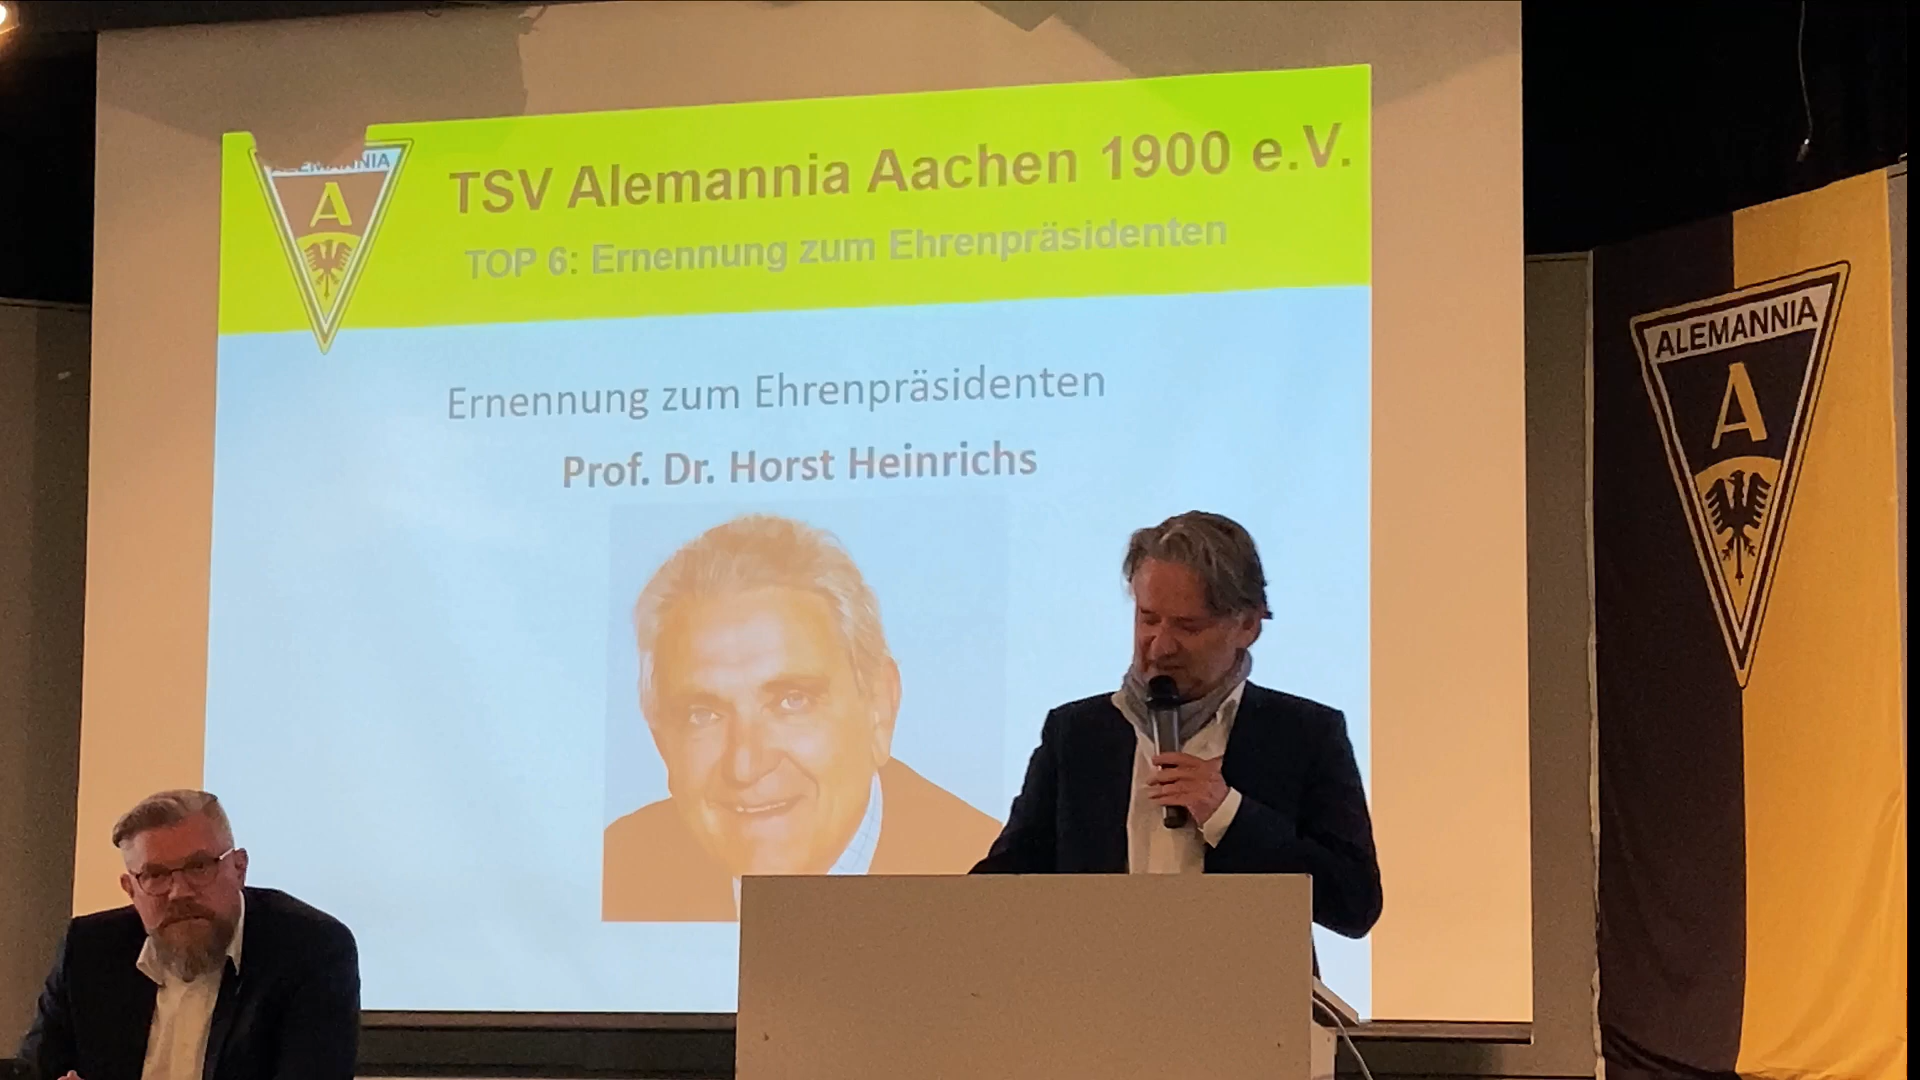 TSV Alemannia Aachen 1900 e.V.
TOP 6: Ernennung zum Ehrenpräsidenten
A
Ernennung zum Ehrenpräsidenten
Prof. Dr. Horst Heinrichs
ALEMANNIA
A